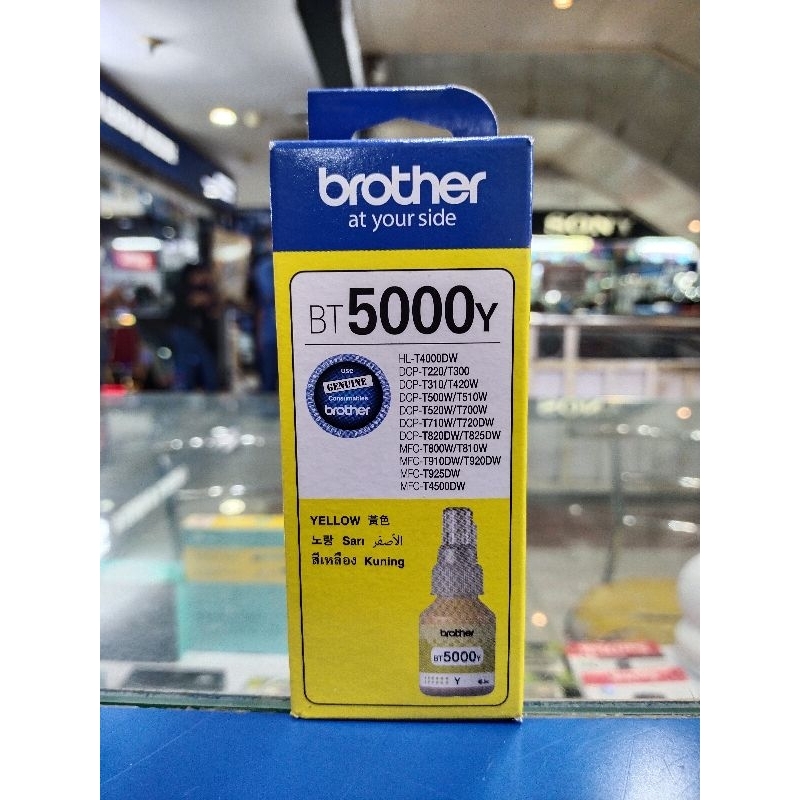 brother
at your side
BT5000Y
HL-T4000DW
DCP-T220/T300
DCP-T310/T420W
DCP-T500W/T510W
DCP-T520W/T700W
DCP-T710W/T720DW
DCP-T820DW/T825DW
MFC-T800W/T810W
MFC-T910DW/T920DW
MFC-T925DW
MFC-T4500DW
use
GENUINE
Consumables
brother
YELLOW 黃色
노랑 Sarı الأصفر
สีเหลือง Kuning
brother
BT5000Y
Y
SONY